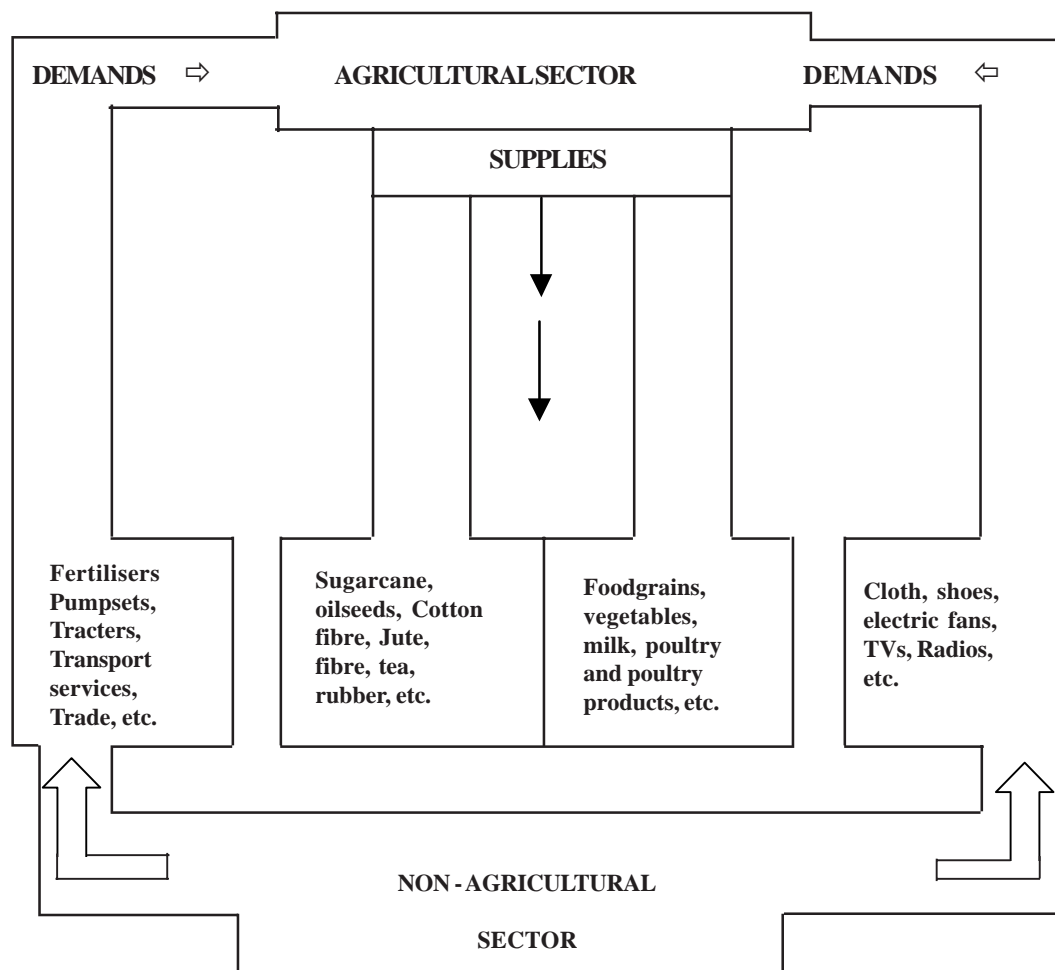 DEMANDS ⇨ AGRICULTURAL SECTOR DEMANDS ⇦
SUPPLIES
Fertilisers
Pumpsets,
Tracters,
Transport
services,
Trade, etc.
Sugarcane,
oilseeds, Cotton
fibre, Jute,
fibre, tea,
rubber, etc.
Foodgrains,
vegetables,
milk, poultry
and poultry
products, etc.
Cloth, shoes,
electric fans,
TVs, Radios,
etc.
NON - AGRICULTURAL
SECTOR